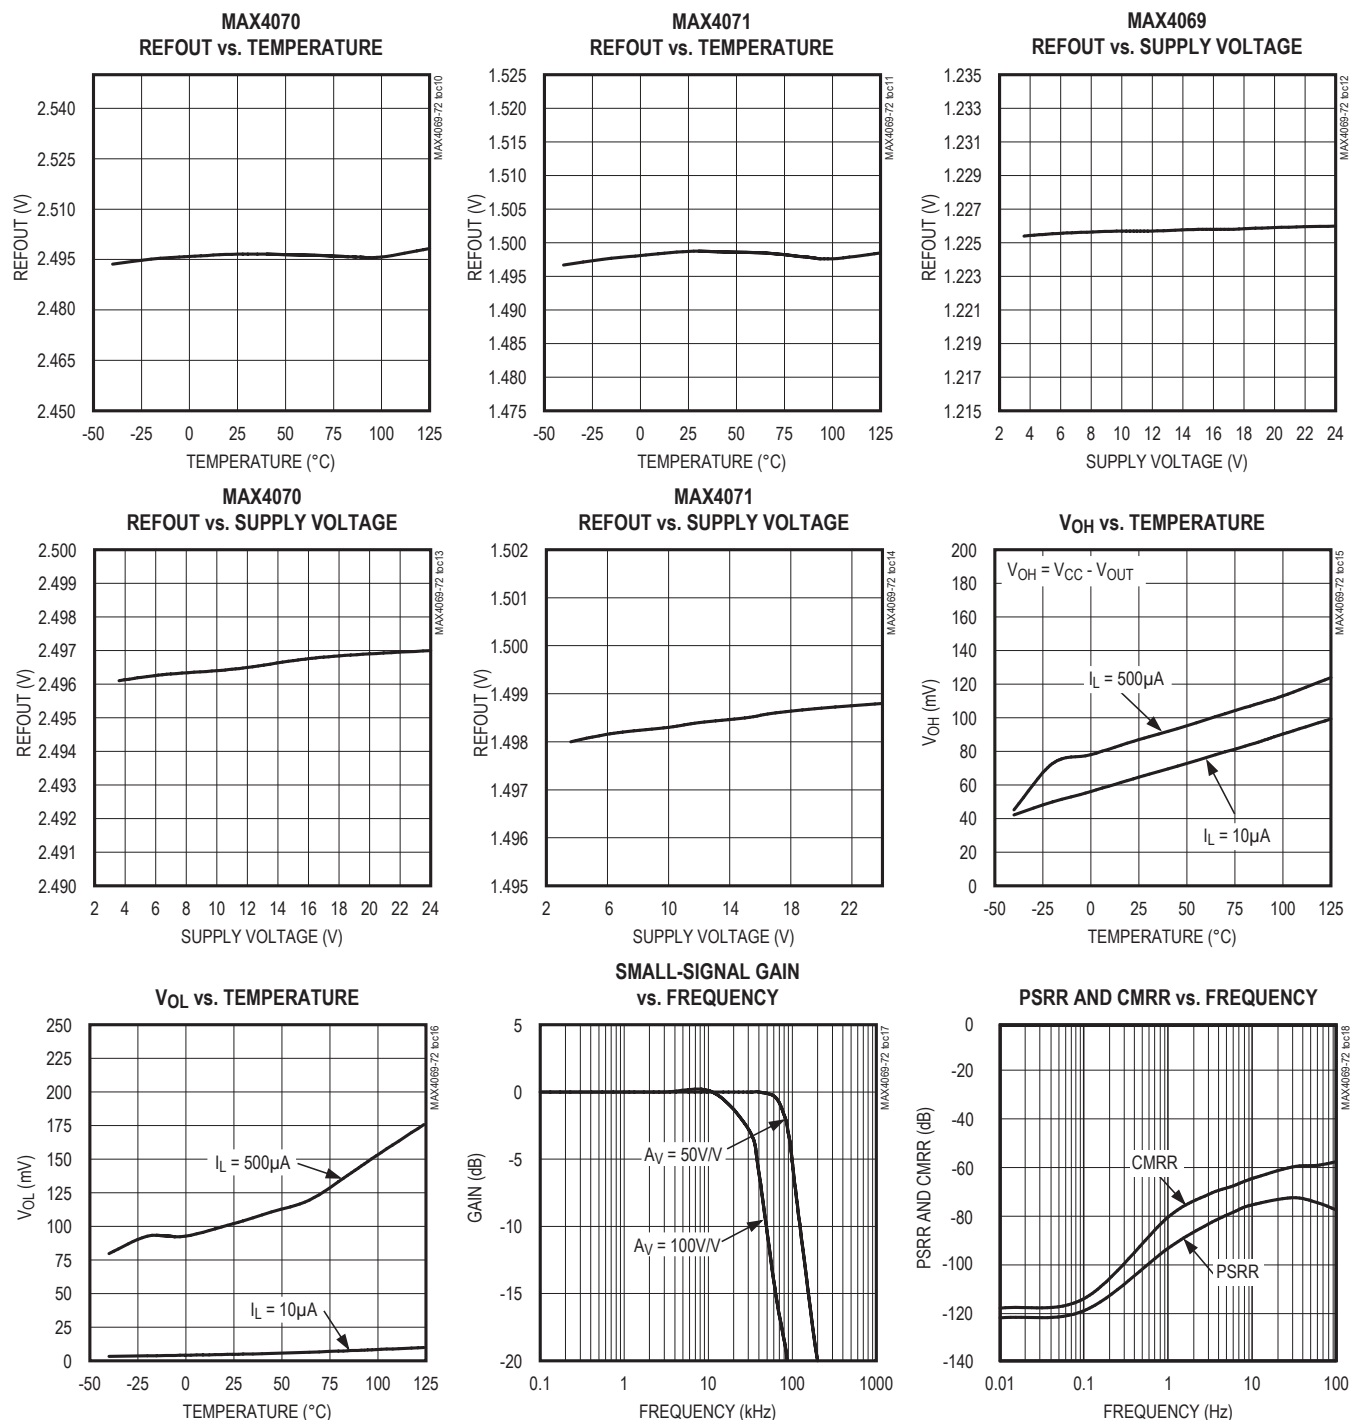 MAX4070
REFOUT vs. TEMPERATURE
MAX4069-72 toc10
REFOUT (V)
2.540
2.525
2.510
2.495
2.480
2.465
2.450
-50 -25 0 25 50 75 100 125
TEMPERATURE (°C)
MAX4071
REFOUT vs. TEMPERATURE
MAX4069-72 toc11
REFOUT (V)
1.525
1.520
1.515
1.510
1.505
1.500
1.495
1.490
1.485
1.480
1.475
-50 -25 0 25 50 75 100 125
TEMPERATURE (°C)
MAX4069
REFOUT vs. SUPPLY VOLTAGE
MAX4069-72 toc12
REFOUT (V)
1.235
1.233
1.231
1.229
1.227
1.225
1.223
1.221
1.219
1.217
1.215
2 4 6 8 10 12 14 16 18 20 22 24
SUPPLY VOLTAGE (V)
MAX4070
REFOUT vs. SUPPLY VOLTAGE
MAX4069-72 toc13
REFOUT (V)
2.500
2.499
2.498
2.497
2.496
2.495
2.494
2.493
2.492
2.491
2.490
2 4 6 8 10 12 14 16 18 20 22 24
SUPPLY VOLTAGE (V)
MAX4071
REFOUT vs. SUPPLY VOLTAGE
MAX4069-72 toc14
REFOUT (V)
1.502
1.501
1.500
1.499
1.498
1.497
1.496
1.495
2 6 10 14 18 22
SUPPLY VOLTAGE (V)
VOH vs. TEMPERATURE
MAX4069-72 toc15
VOH (mV)
200
180
160
140
120
100
80
60
40
20
0
VOH = VCC - VOUT
IL = 500µA
IL = 10µA
-50 -25 0 25 50 75 100 125
TEMPERATURE (°C)
VOL vs. TEMPERATURE
MAX4069-72 toc16
VOL (mV)
250
225
200
175
150
125
100
75
50
25
0
IL = 500µA
IL = 10µA
-50 -25 0 25 50 75 100 125
TEMPERATURE (°C)
SMALL-SIGNAL GAIN
vs. FREQUENCY
MAX4069-72 toc17
GAIN (dB)
5
0
-5
-10
-15
-20
AV = 50V/V
AV = 100V/V
0.1 1 10 100 1000
FREQUENCY (kHz)
PSRR AND CMRR vs. FREQUENCY
MAX4069-72 toc18
PSRR AND CMRR (dB)
0
-20
-40
-60
-80
-100
-120
-140
CMRR
PSRR
0.01 0.1 1 10 100
FREQUENCY (Hz)